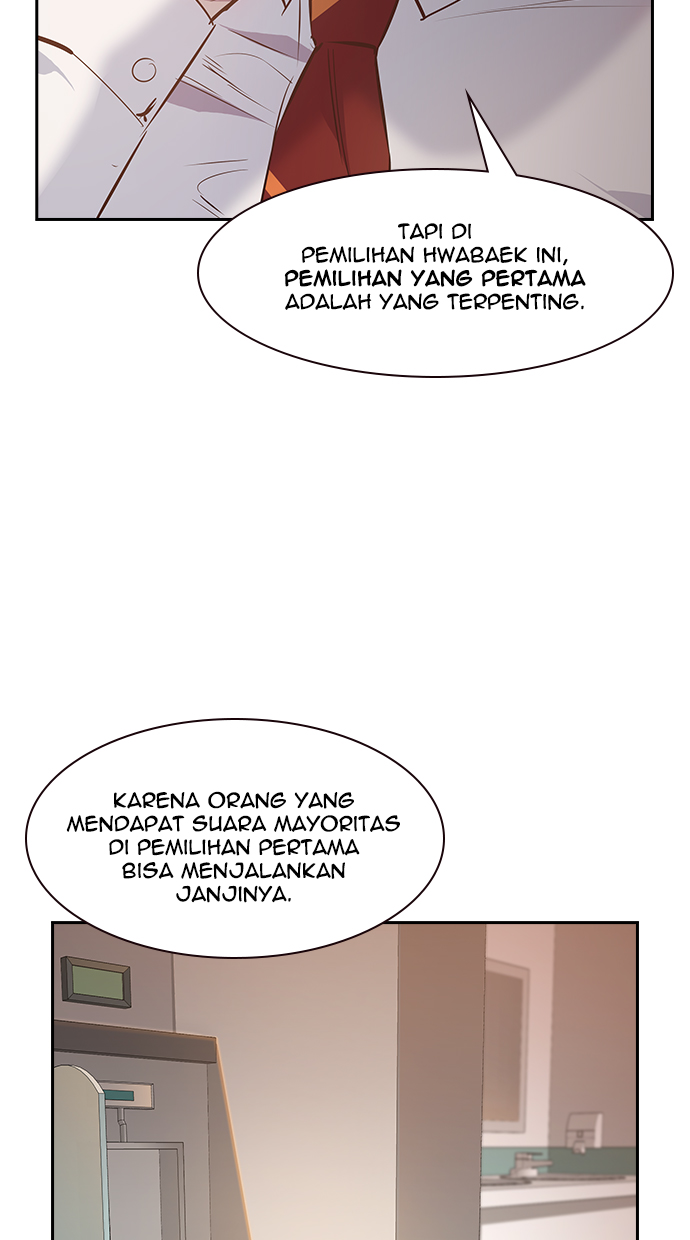 TAPI DI
PEMILIHAN HWABAEK INI,
PEMILIHAN YANG PERTAMA
ADALAH YANG TERPENTING.
KARENA ORANG YANG
MENDAPAT SUARA MAYORITAS
DI PEMILIHAN PERTAMA
BISA MENJALANKAN
JANJINYA.